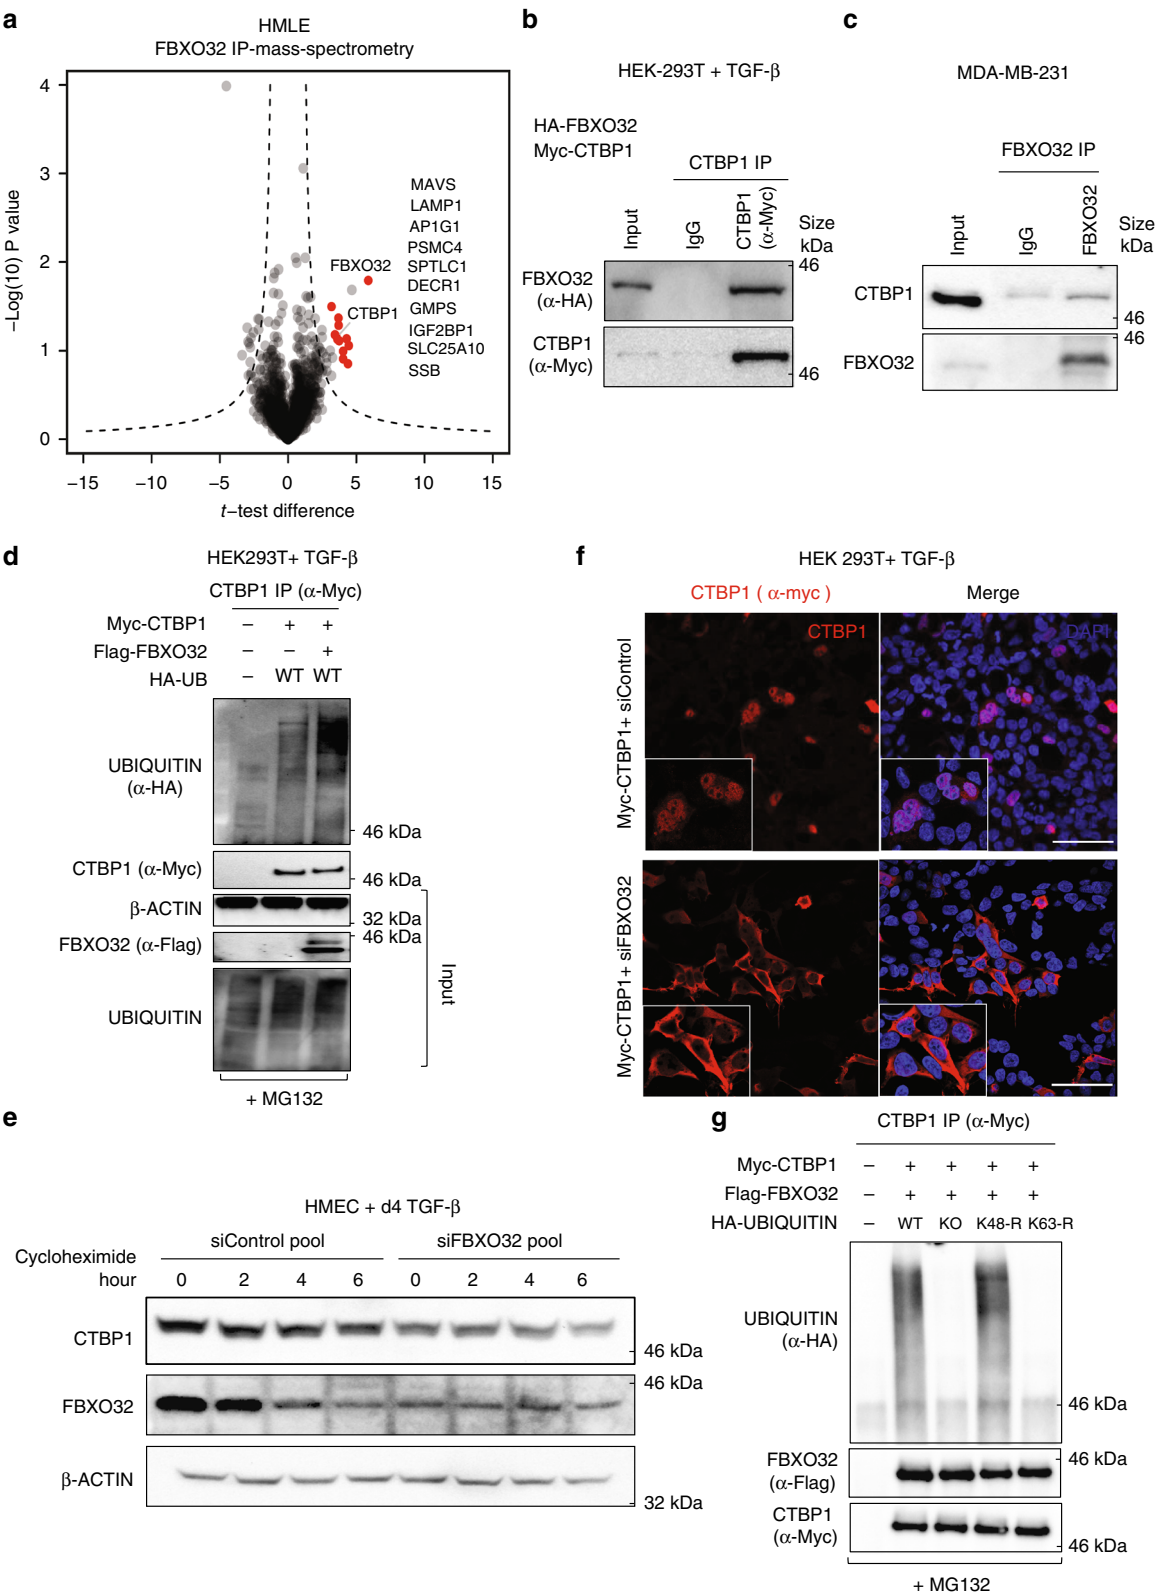 a
HMLE
FBXO32 IP-mass-spectrometry
4
3
2
1
0
−Log(10) P value
MAVS
LAMP1
AP1G1
PSMC4
SPTLC1
DECR1
GMPS
IGF2BP1
SLC25A10
SSB
FBXO32
CTBP1
−15 −10 −5 0 5 10 15
t−test difference
b
HEK-293T + TGF-β
HA-FBXO32
Myc-CTBP1
CTBP1 IP
Input
IgG
CTBP1
(α-Myc)
Size
kDa
FBXO32
(α-HA)
46
CTBP1
(α-Myc)
46
c
MDA-MB-231
FBXO32 IP
Input
IgG
FBXO32
Size
kDa
CTBP1
46
46
FBXO32
d
HEK293T+ TGF-β
CTBP1 IP (α-Myc)
Myc-CTBP1 − + +
Flag-FBXO32 − +
HA-UB − WT WT
UBIQUITIN
(α-HA)
46 kDa
CTBP1 (α-Myc)
46 kDa
β-ACTIN
32 kDa
46 kDa
FBXO32 (α-Flag)
UBIQUITIN
Input
+ MG132
e
HMEC + d4 TGF-β
siControl pool siFBXO32 pool
Cycloheximide
hour 0 2 4 6 0 2 4 6
CTBP1
46 kDa
46 kDa
FBXO32
β-ACTIN
32 kDa
f
HEK 293T+ TGF-β
CTBP1 ( α-myc )
Merge
CTBP1
DAPI
Myc-CTBP1+ siControl
Myc-CTBP1+ siFBXO32
g
CTBP1 IP (α-Myc)
Myc-CTBP1 − + + + +
Flag-FBXO32 − + + + +
HA-UBIQUITIN − WT KO K48-R K63-R
UBIQUITIN
(α-HA)
46 kDa
FBXO32
(α-Flag)
46 kDa
CTBP1
(α-Myc)
46 kDa
+ MG132